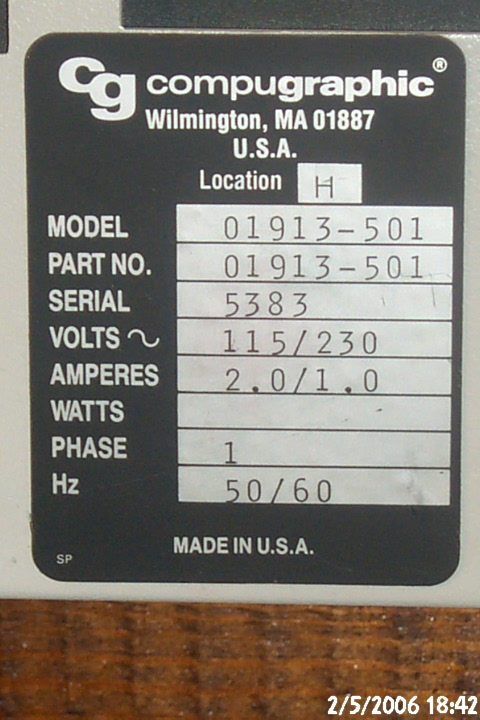 cg compugraphic®
Wilmington, MA 01887
U.S.A.
Location H
MODEL 01913-501
PART NO. 01913-501
SERIAL 5383
VOLTS ~ 115/230
AMPERES 2.0/1.0
WATTS
PHASE 1
Hz 50/60
MADE IN U.S.A.
SP
2/5/2006 18:42